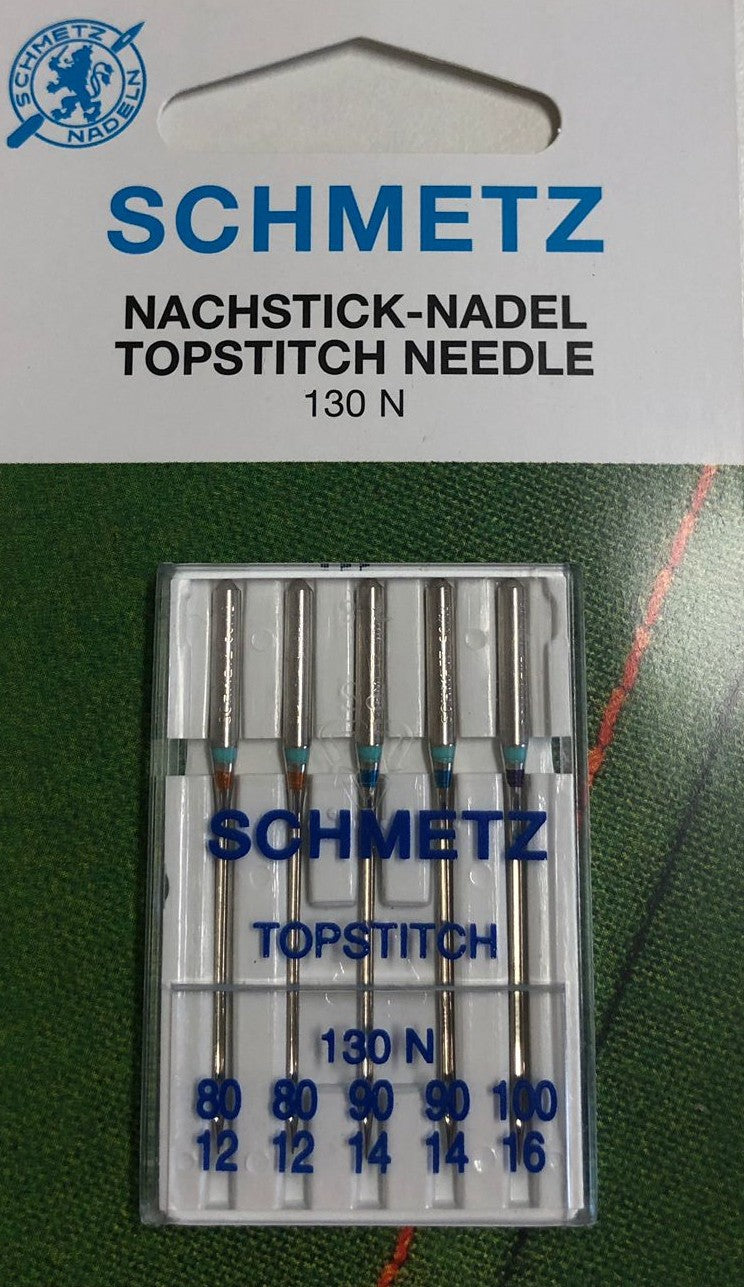 SCHMETZ
NADELN
SCHMETZ
NACHSTICK-NADEL
TOPSTITCH NEEDLE
130 N
SCHMETZ
TOPSTITCH
130 N
80 80 90 90 100
12 12 14 14 16